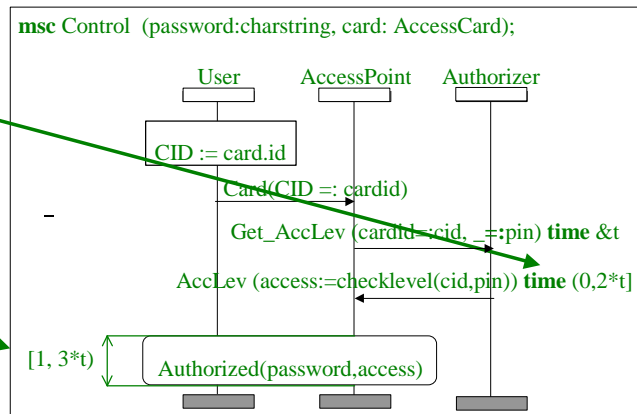 msc Control (password:charstring, card: AccessCard);
User AccessPoint Authorizer
CID := card.id
Card(CID =: cardid)
Get_AccLev (cardid=:cid, _=:pin) time &t
AccLev (access:=checklevel(cid,pin)) time (0,2*t]
[1, 3*t)
Authorized(password,access)